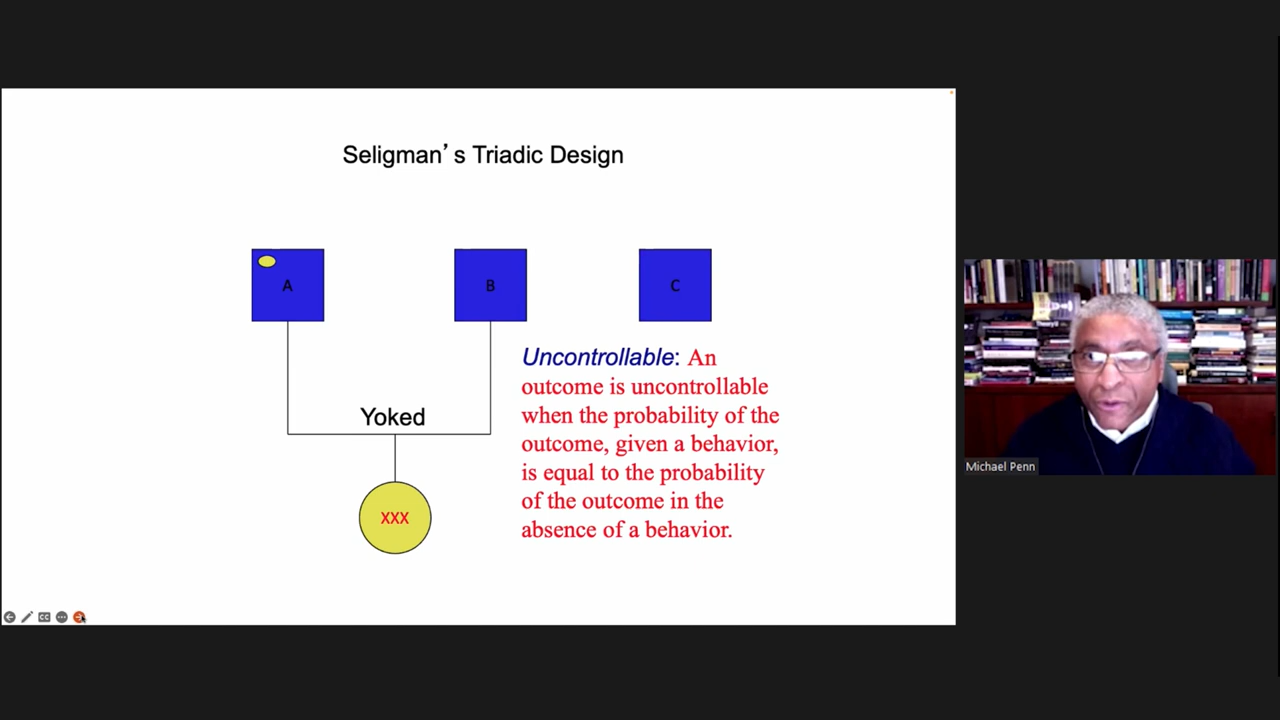 Seligman’s Triadic Design
A
B
C
Uncontrollable: An
outcome is uncontrollable
when the probability of the
outcome, given a behavior,
is equal to the probability
of the outcome in the
absence of a behavior.
Yoked
XXX
CC
Michael Penn